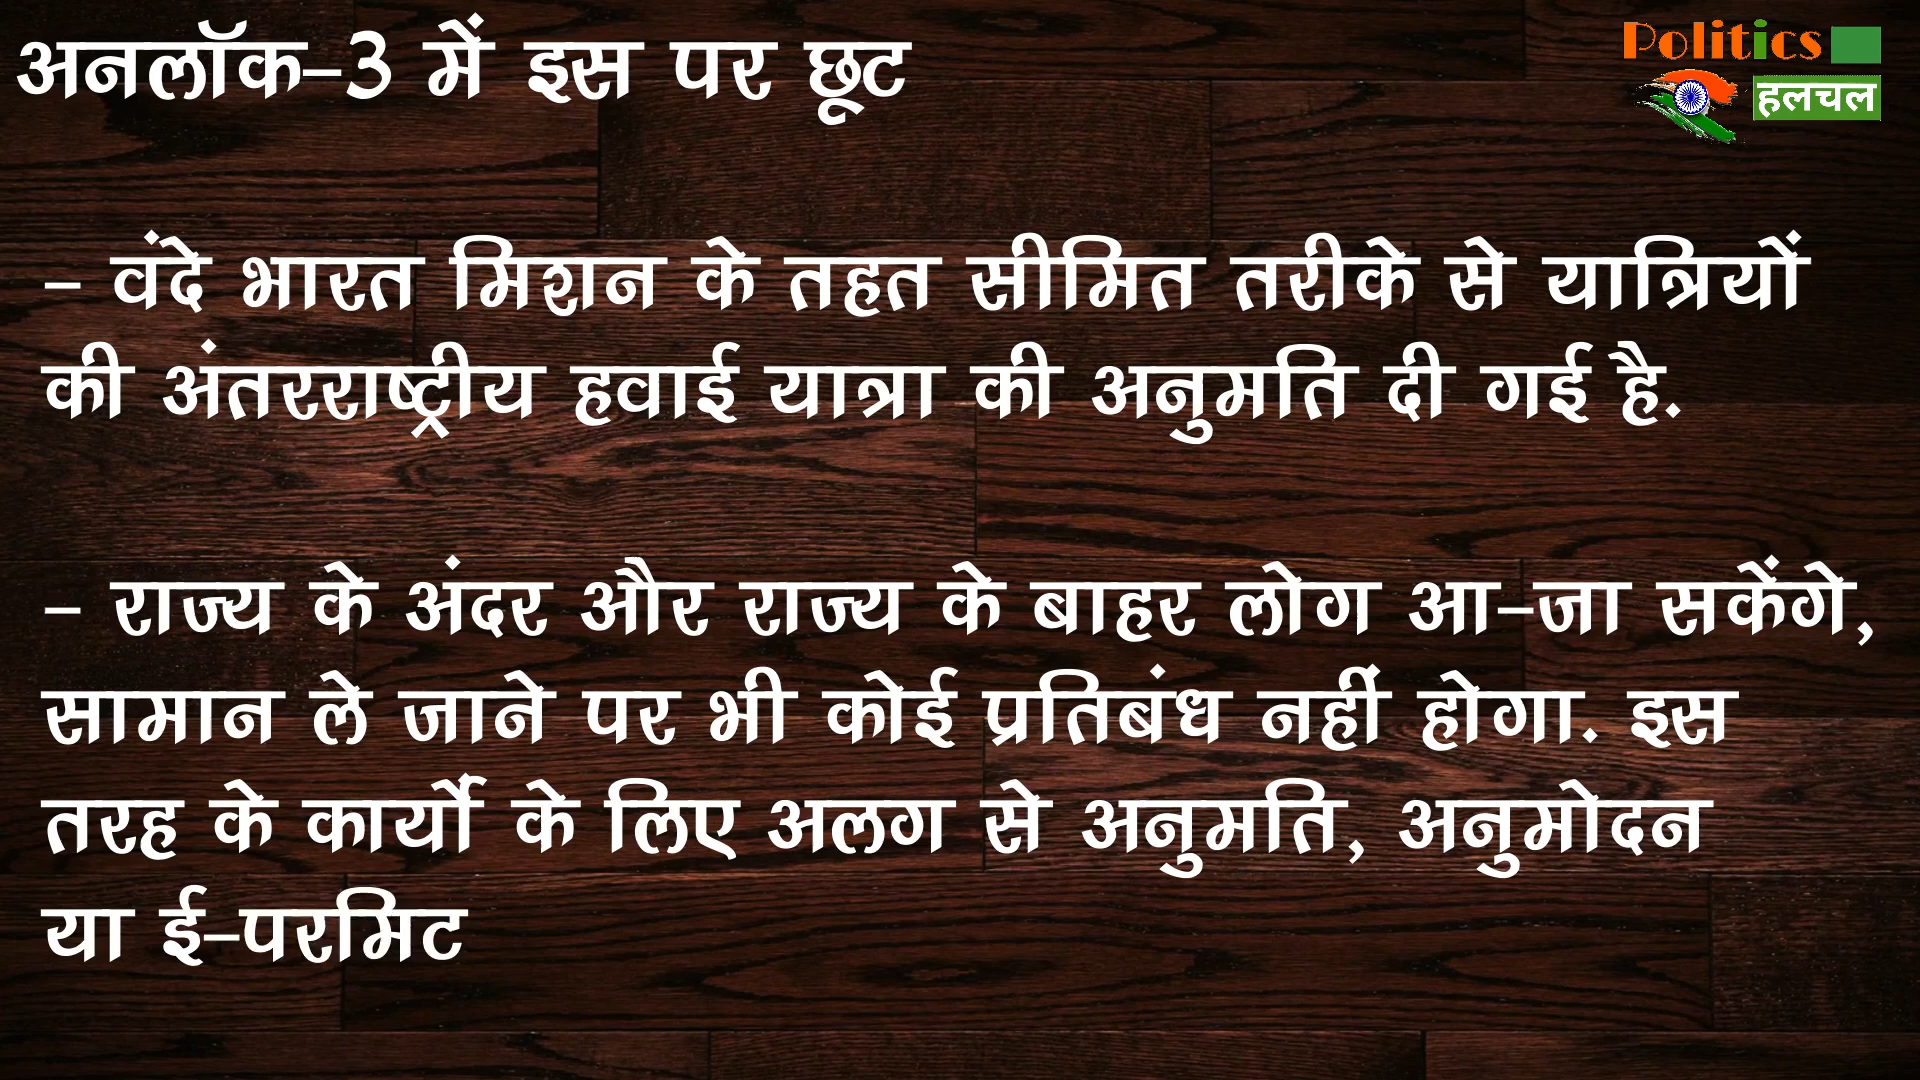 अनलॉक-3 में इस पर छूट
Politics
हलचल
- वंदे भारत मिशन के तहत सीमित तरीके से यात्रियों
की अंतरराष्ट्रीय हवाई यात्रा की अनुमति दी गई है.
- राज्य के अंदर और राज्य के बाहर लोग आ-जा सकेंगे,
सामान ले जाने पर भी कोई प्रतिबंध नहीं होगा. इस
तरह के कार्यो के लिए अलग से अनुमति, अनुमोदन
या ई-परमिट